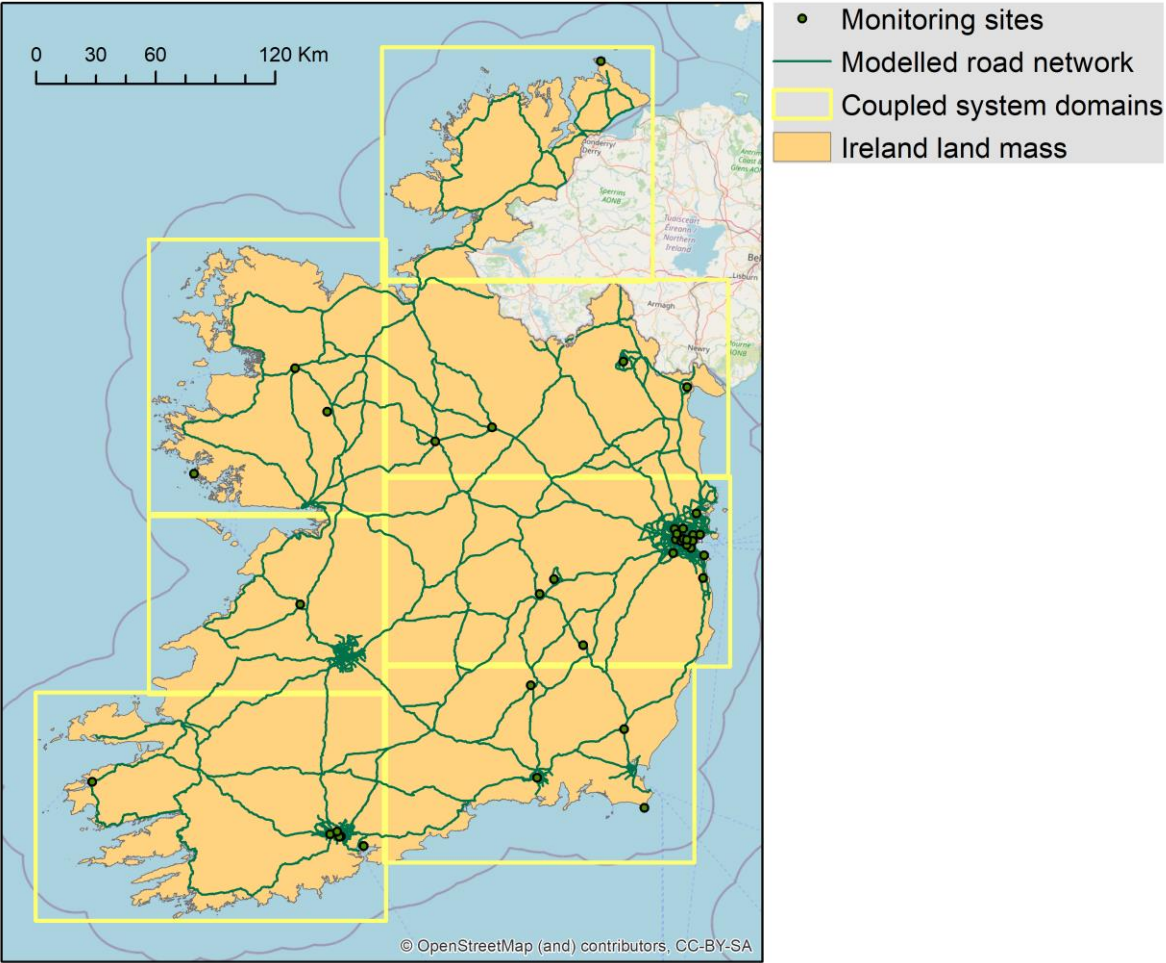 0 30 60 120 Km
Monitoring sites
Modelled road network
Coupled system domains
Ireland land mass
Derry
Sperrins
AONB
Tuaisceart
Éireann
Northern
Ireland
Lisburn
Armagh
Newry
AONB
© OpenStreetMap (and) contributors, CC-BY-SA